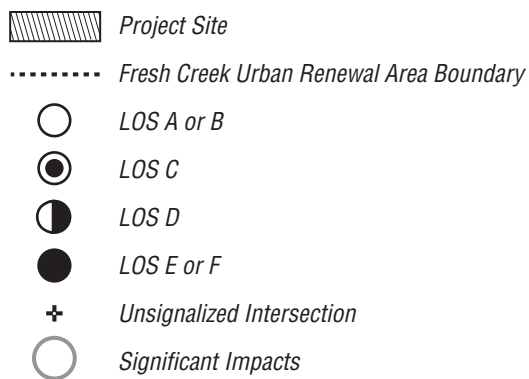 Project Site
Fresh Creek Urban Renewal Area Boundary
LOS A or B
LOS C
LOS D
LOS E or F
Unsignalized Intersection
Significant Impacts